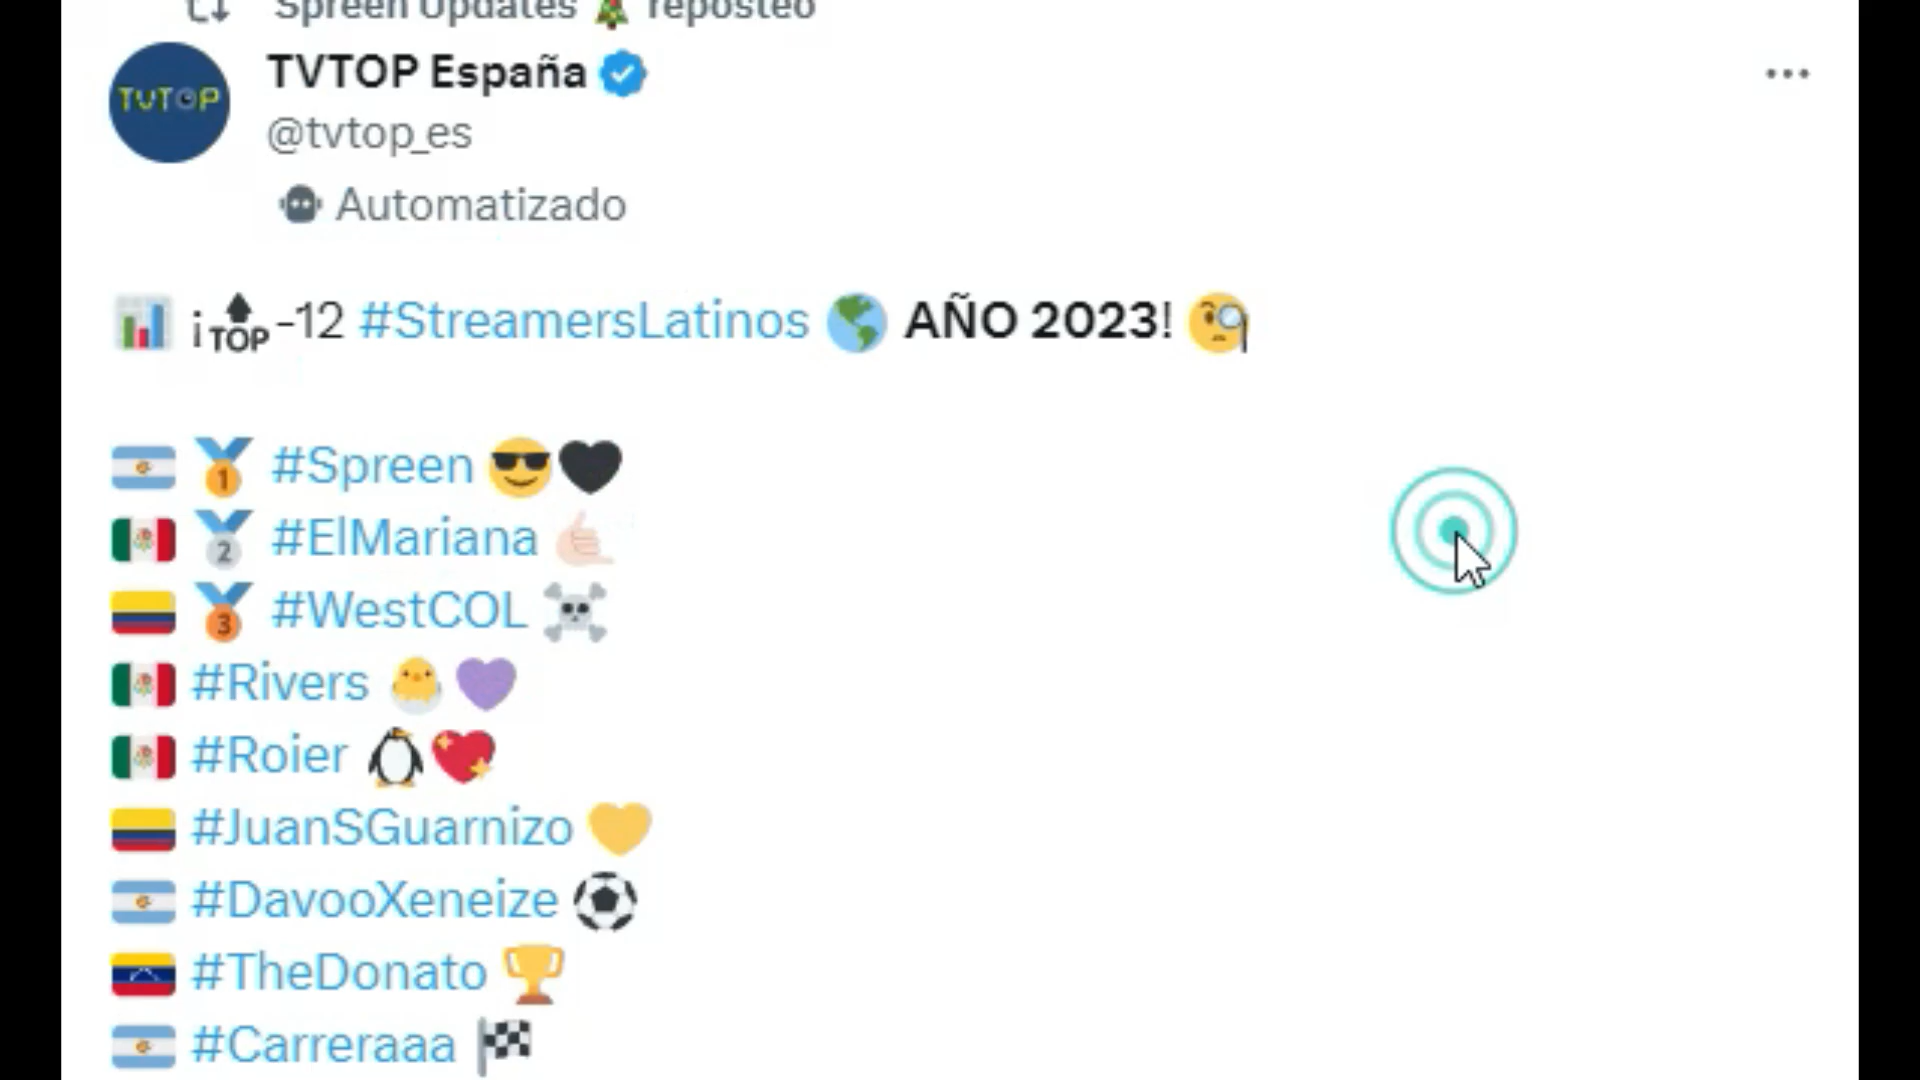 Spreen Updates 🎄 reposteó
TVTOP
TVTOP España
@tvtop_es
Automatizado
📊 ¡🔝-12 #StreamersLatinos 🌎 AÑO 2023! 🧐
🇦🇷 🥇 #Spreen 😎🖤
🇲🇽 🥈 #ElMariana 🤙🏻
🇨🇴 🥉 #WestCOL ☠️
🇲🇽 #Rivers 🐣 💜
🇲🇽 #Roier 🐧💖
🇨🇴 #JuanSGuarnizo 💛
🇦🇷 #DavooXeneize ⚽
🇻🇪 #TheDonato 🏆
🇦🇷 #Carreraaa 🏁